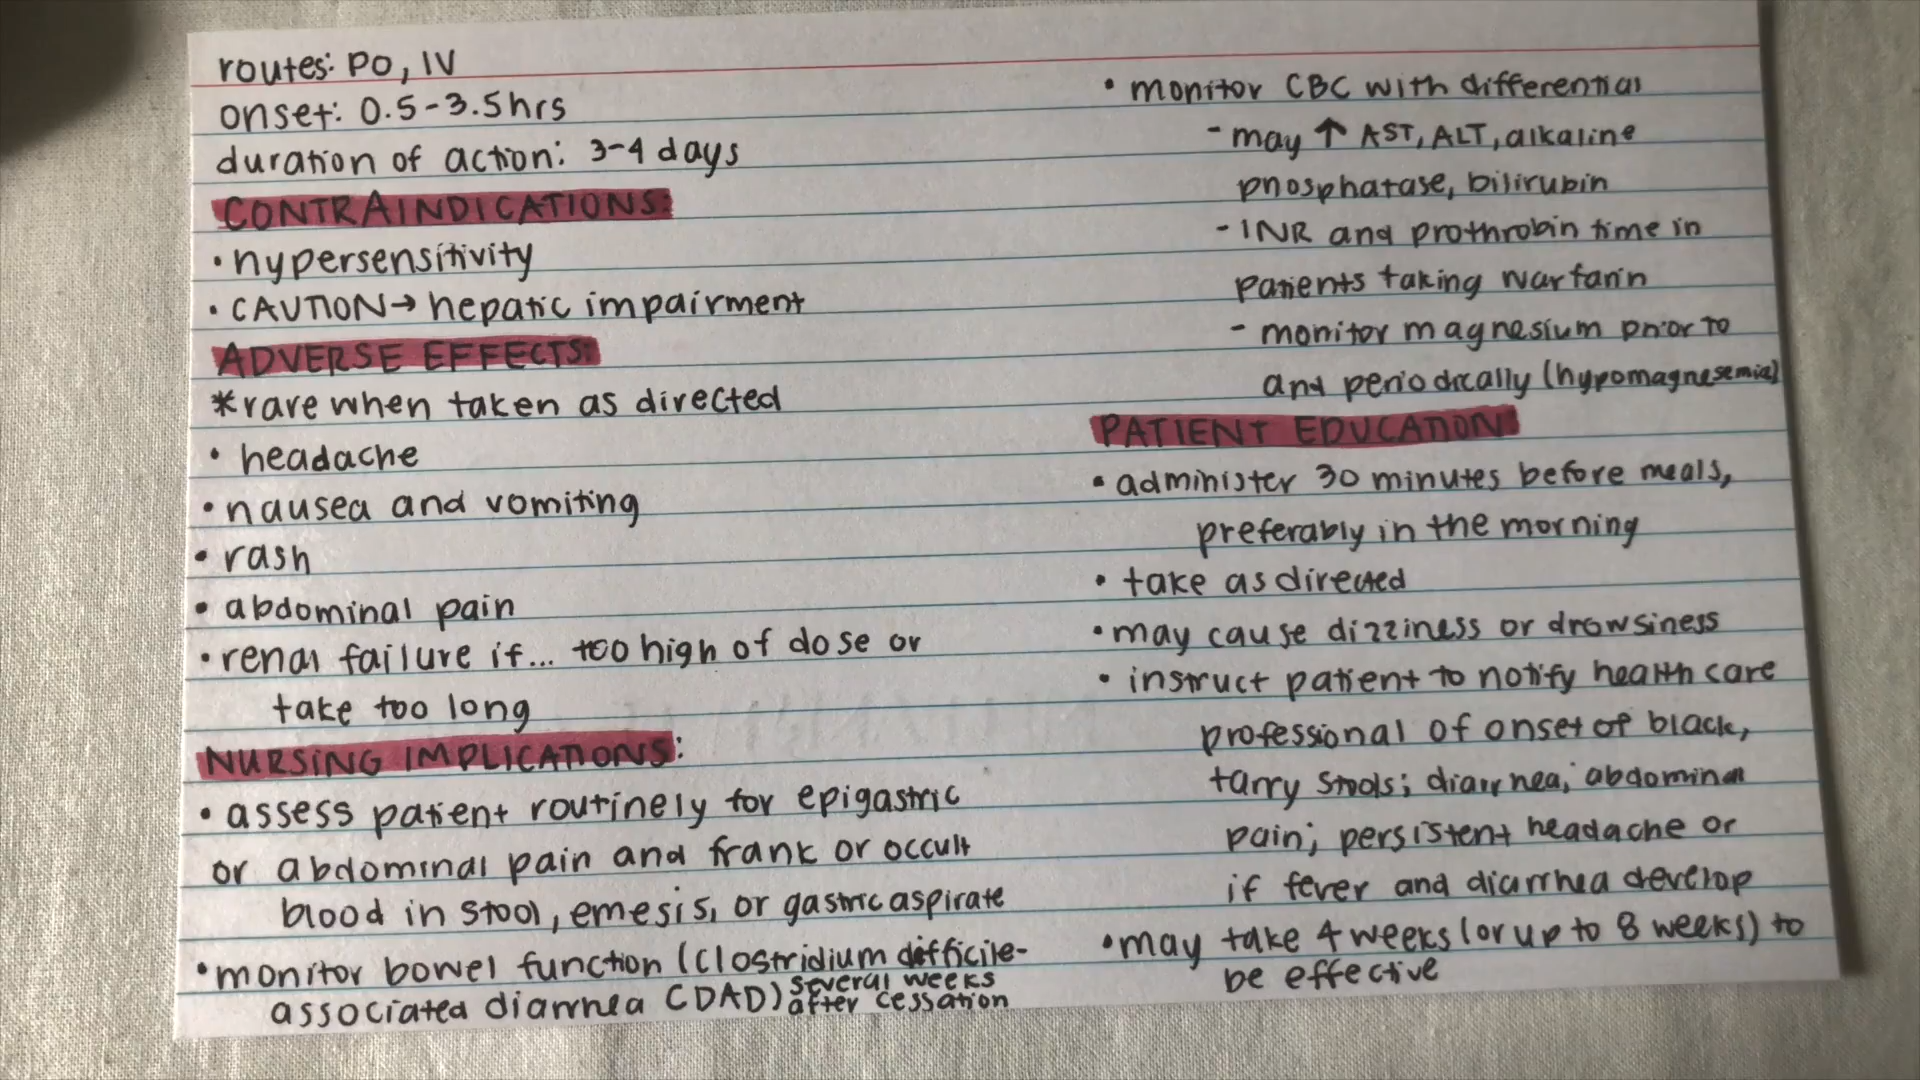 routes: PO, IV
onset: 0.5-3.5hrs
duration of action: 3-4 days
CONTRAINDICATIONS:
• hypersensitivity
• CAUTION → hepatic impairment
ADVERSE EFFECTS:
*rare when taken as directed
• headache
• nausea and vomiting
• rash
• abdominal pain
• renal failure if... too high of dose or
take too long
NURSING IMPLICATIONS:
• assess patient routinely for epigastric
or abdominal pain and frank or occult
blood in stool, emesis, or gastric aspirate
• monitor bowel function (Clostridium difficile-
associated diarrhea CDAD) several weeks
after cessation
• monitor CBC with differential
- may ↑ AST, ALT, alkaline
phosphatase, bilirubin
- INR and prothrobin time in
patients taking warfarin
- monitor magnesium prior to
and periodically (hypomagnesemia)
PATIENT EDUCATION
• administer 30 minutes before meals,
preferably in the morning
• take as directed
• may cause dizziness or drowsiness
• instruct patient to notify health care
professional of onset of black,
tarry stools; diarrhea; abdominal
pain; persistent headache or
if fever and diarrhea develop
• may take 4 weeks (or up to 8 weeks) to
be effective